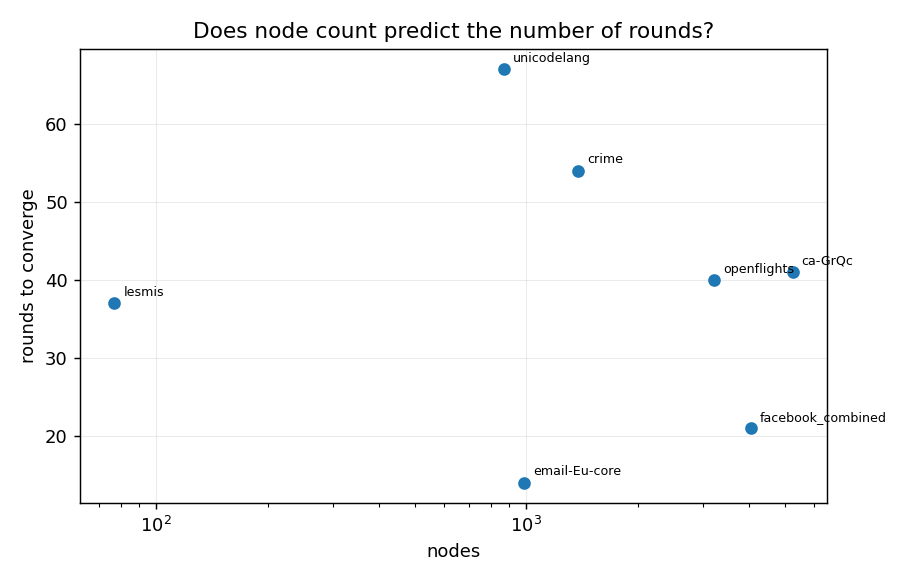 Does node count predict the number of rounds?
unicodelang
60
crime
50
ca-GrQc
openflights
40
lesmis
30
facebook_combined
20
email-Eu-core
10²
10³
rounds to converge
nodes